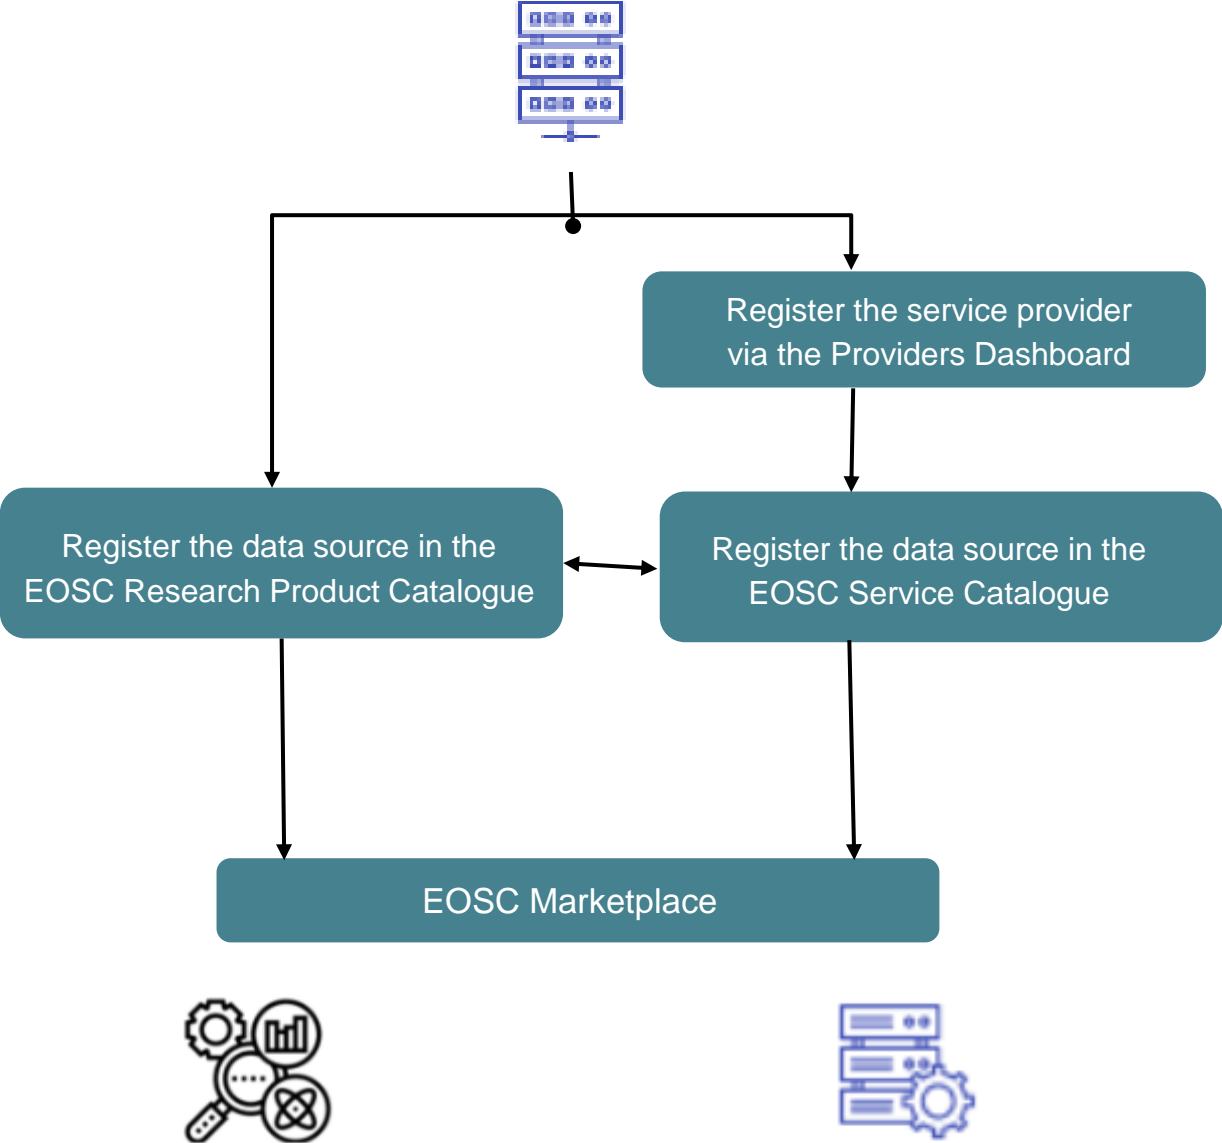 Register the service provider
via the Providers Dashboard
Register the data source in the
EOSC Research Product Catalogue
Register the data source in the
EOSC Service Catalogue
EOSC Marketplace